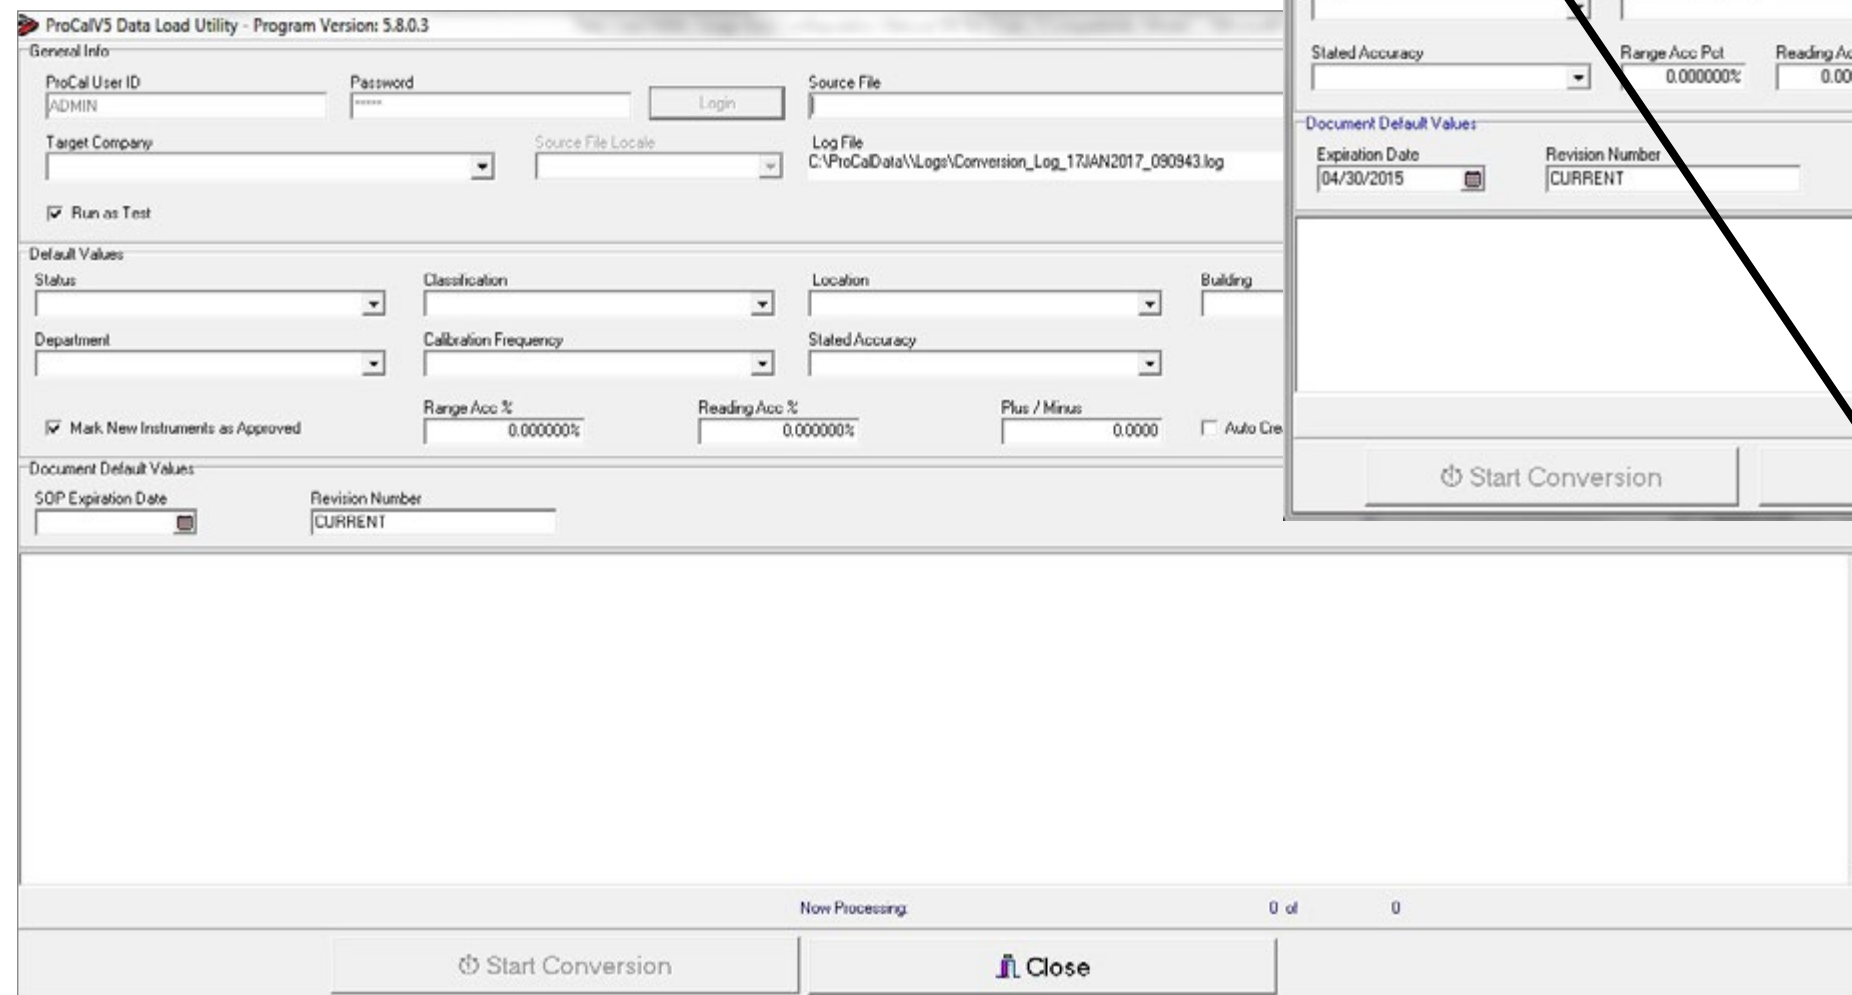 ProCalV5 Data Load Utility - Program Version: 5.8.0.3
General Info
ProCal User ID Password Source File
ADMIN ----- Login
Target Company Source File Locale Log File
C:\ProCalData\\Logs\Conversion_Log_17JAN2017_090943.log
Run as Test
Default Values
Status Classification Location Building
Department Calibration Frequency Stated Accuracy
Range Acc % Reading Acc % Plus / Minus
Mark New Instruments as Approved 0.000000% 0.000000% 0.0000 Auto Cre
Document Default Values
SOP Expiration Date Revision Number
CURRENT
Now Processing: 0 of 0
Start Conversion Close
Stated Accuracy Range Acc Pct Reading Ac
0.000000% 0.00
Document Default Values
Expiration Date Revision Number
04/30/2015 CURRENT
Start Conversion